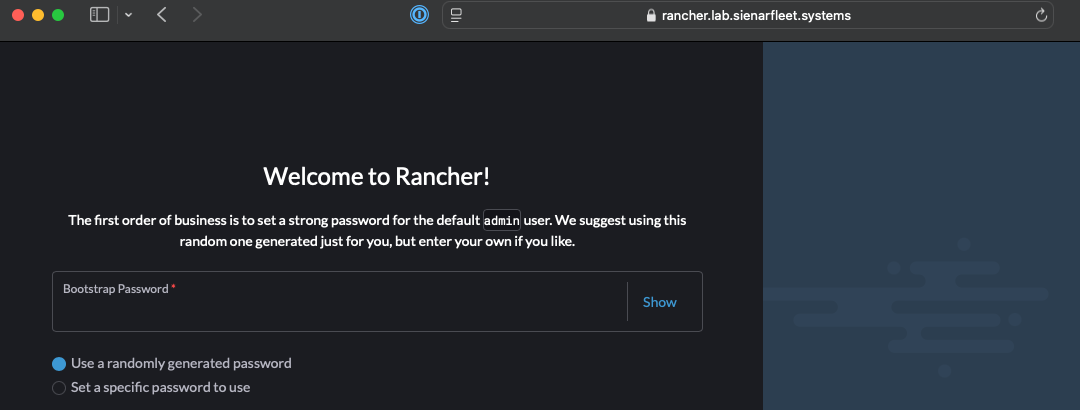 rancher.lab.sienarfleet.systems
Welcome to Rancher!
The first order of business is to set a strong password for the default admin user. We suggest using this
random one generated just for you, but enter your own if you like.
Bootstrap Password *
Show
Use a randomly generated password
Set a specific password to use